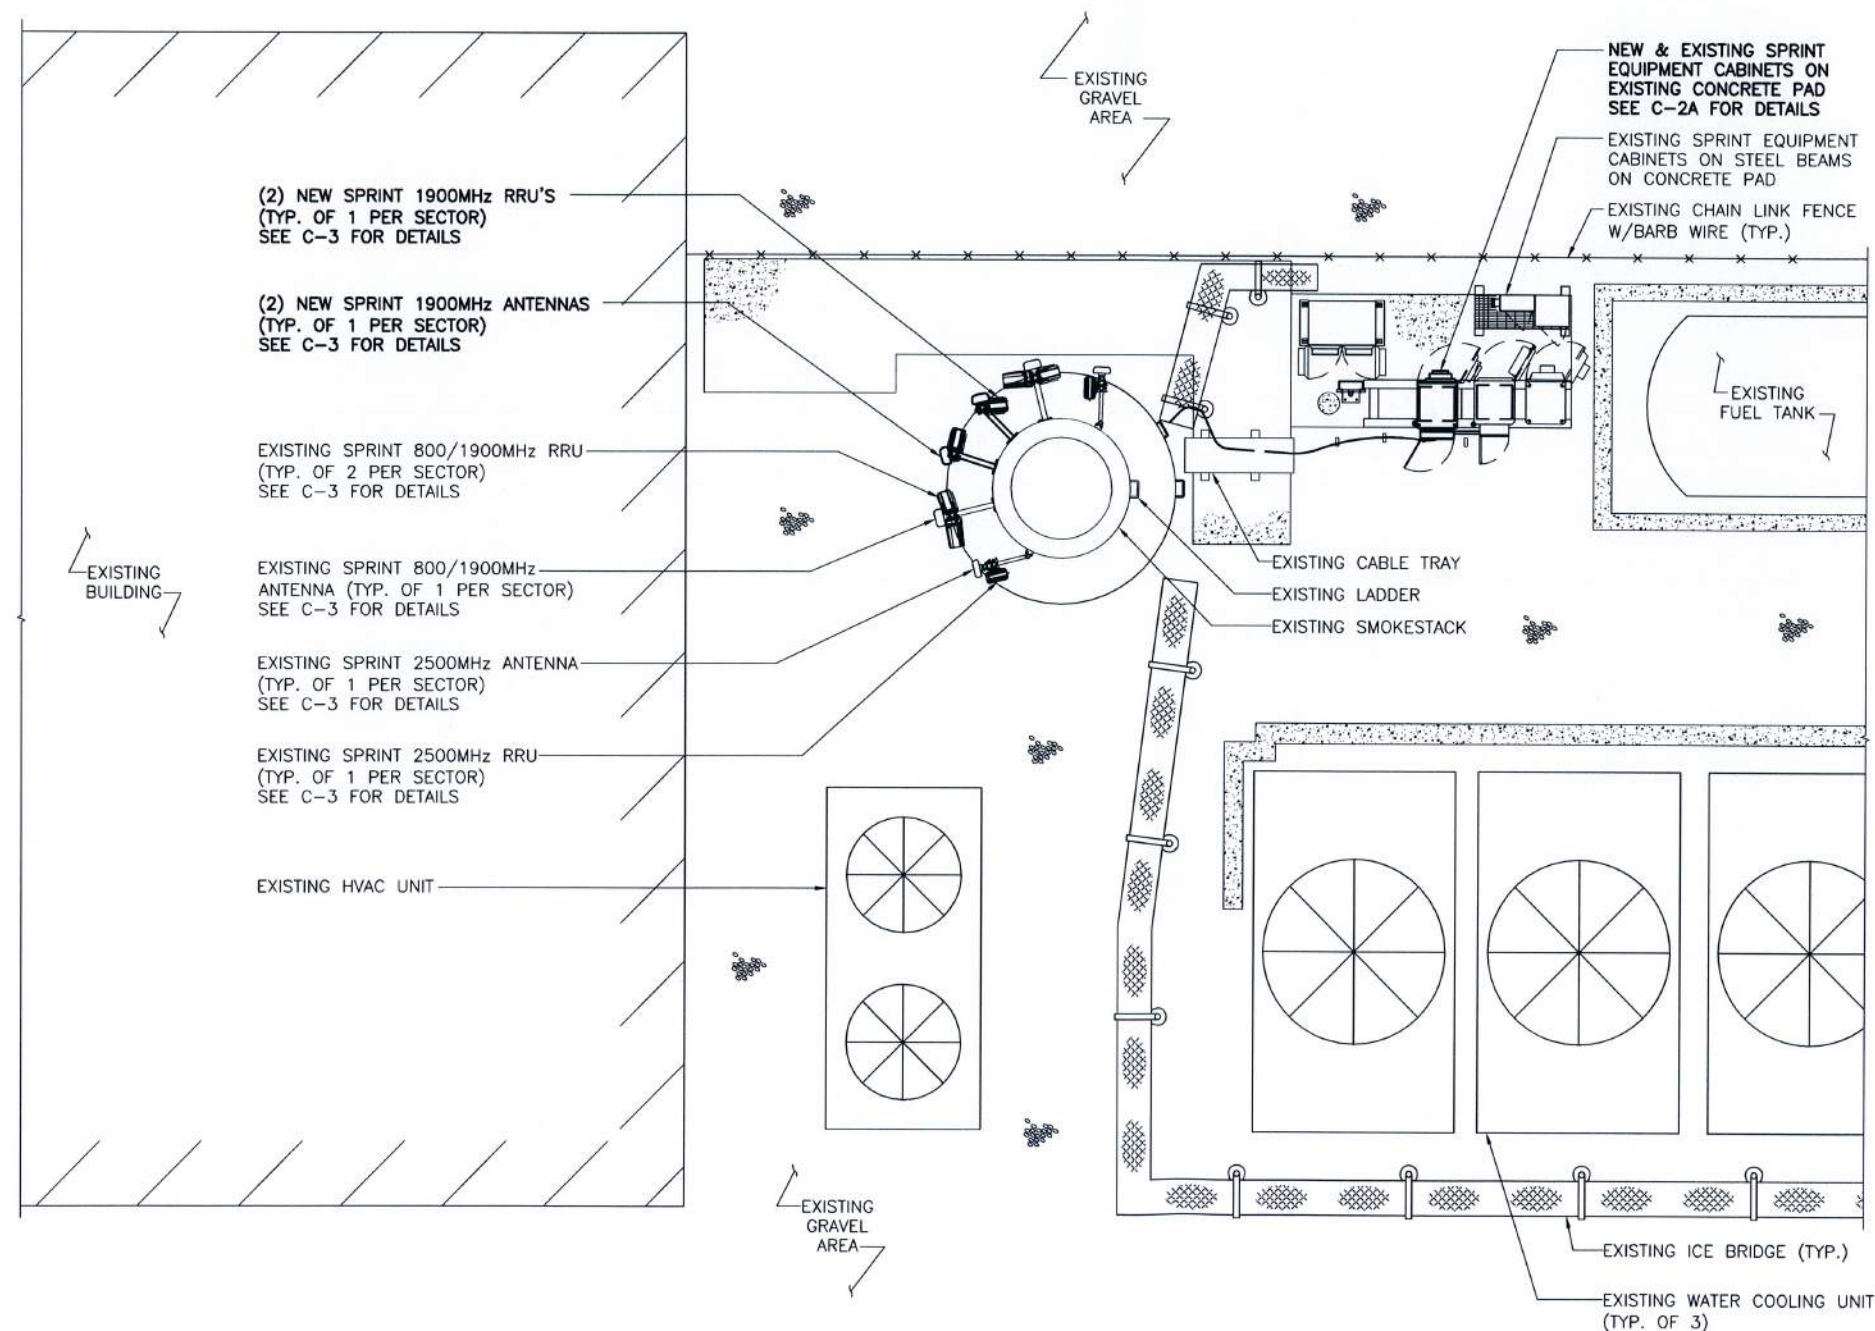 EXISTING
GRAVEL
AREA
NEW & EXISTING SPRINT
EQUIPMENT CABINETS ON
EXISTING CONCRETE PAD
SEE C-2A FOR DETAILS
EXISTING SPRINT EQUIPMENT
CABINETS ON STEEL BEAMS
ON CONCRETE PAD
EXISTING CHAIN LINK FENCE
W/BARB WIRE (TYP.)
(2) NEW SPRINT 1900MHz RRU'S
(TYP. OF 1 PER SECTOR)
SEE C-3 FOR DETAILS
(2) NEW SPRINT 1900MHz ANTENNAS
(TYP. OF 1 PER SECTOR)
SEE C-3 FOR DETAILS
EXISTING
FUEL TANK
EXISTING SPRINT 800/1900MHz RRU
(TYP. OF 2 PER SECTOR)
SEE C-3 FOR DETAILS
EXISTING
BUILDING
EXISTING SPRINT 800/1900MHz
ANTENNA (TYP. OF 1 PER SECTOR)
SEE C-3 FOR DETAILS
EXISTING CABLE TRAY
EXISTING LADDER
EXISTING SMOKESTACK
EXISTING SPRINT 2500MHz ANTENNA
(TYP. OF 1 PER SECTOR)
SEE C-3 FOR DETAILS
EXISTING SPRINT 2500MHz RRU
(TYP. OF 1 PER SECTOR)
SEE C-3 FOR DETAILS
EXISTING HVAC UNIT
EXISTING
GRAVEL
AREA
EXISTING ICE BRIDGE (TYP.)
EXISTING WATER COOLING UNIT
(TYP. OF 3)